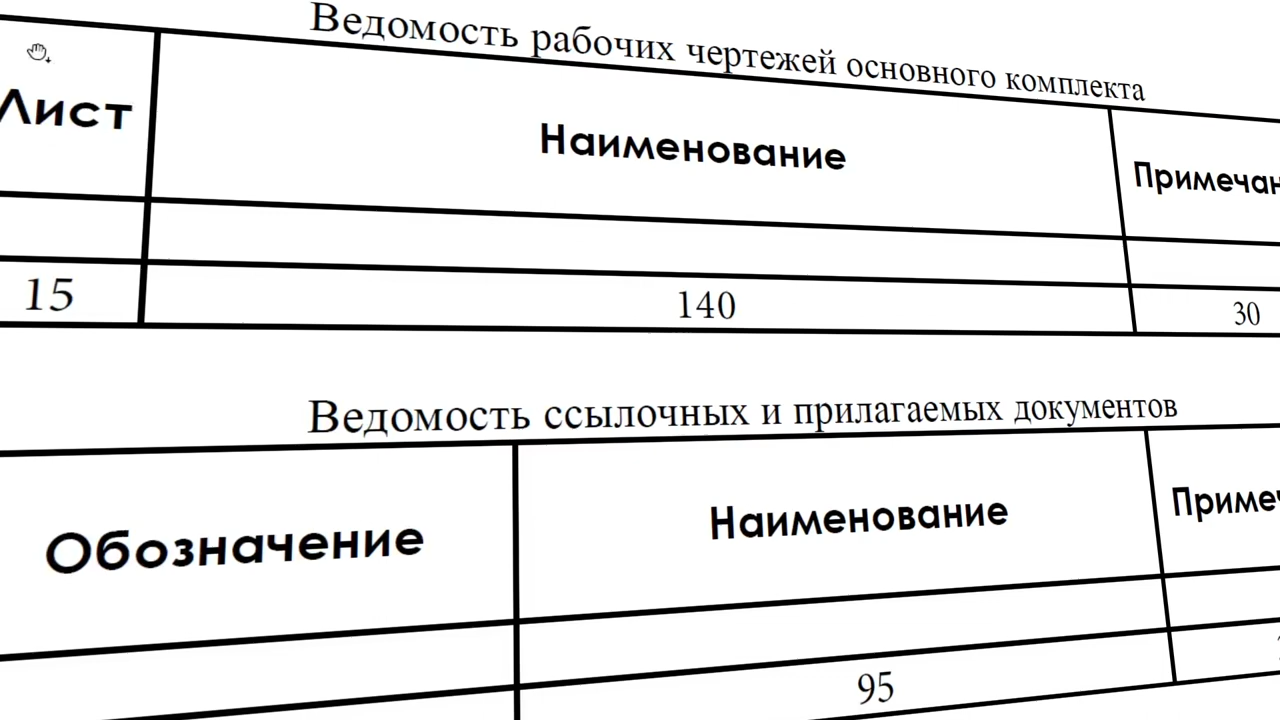 Ведомость рабочих чертежей основного комплекта
Лист Наименование Примечан
15 140 30
Ведомость ссылочных и прилагаемых документов
Обозначение Наименование Примеч
95